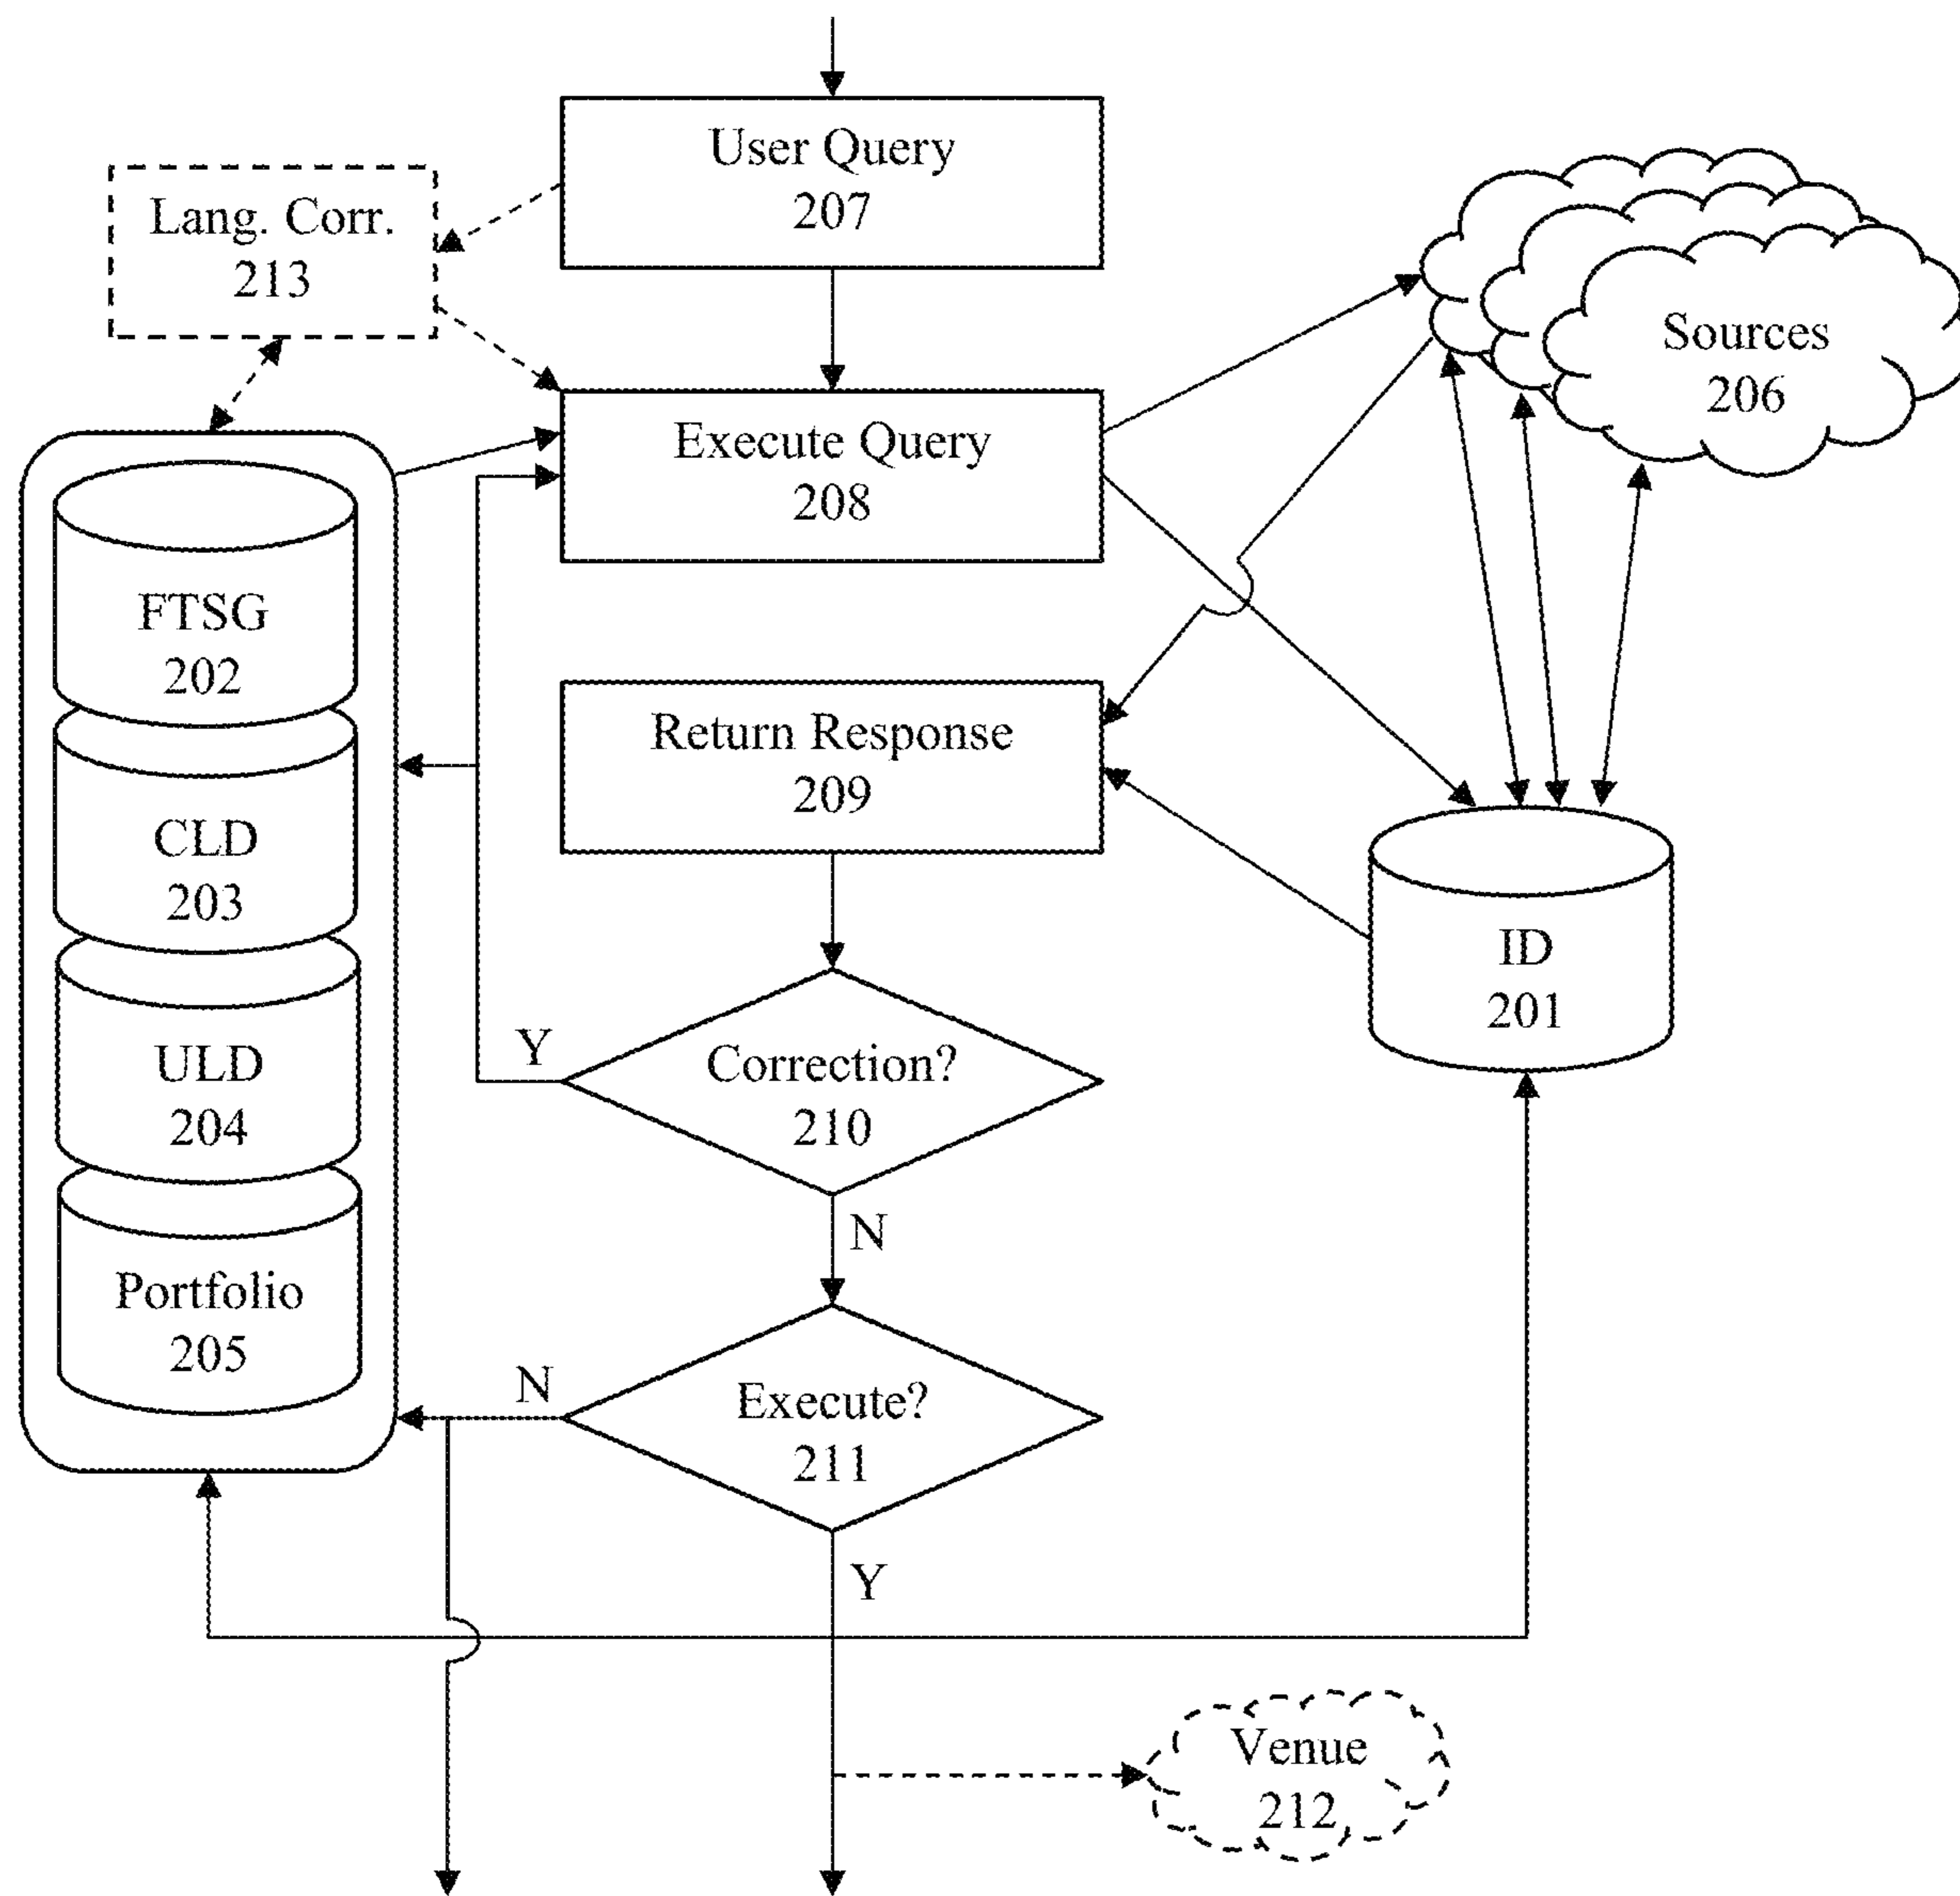 User Query
207
Lang. Corr.
213
Sources
206
Execute Query
208
FTSG
202
Return Response
209
CLD
203
ID
201
Y
Correction?
210
ULD
204
N
Portfolio
205
N
Execute?
211
Y
Venue
212